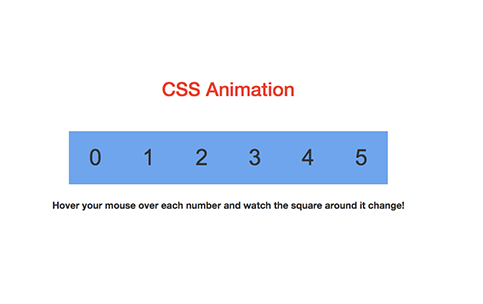 CSS Animation
0 1 2 3 4 5
Hover your mouse over each number and watch the square around it change!